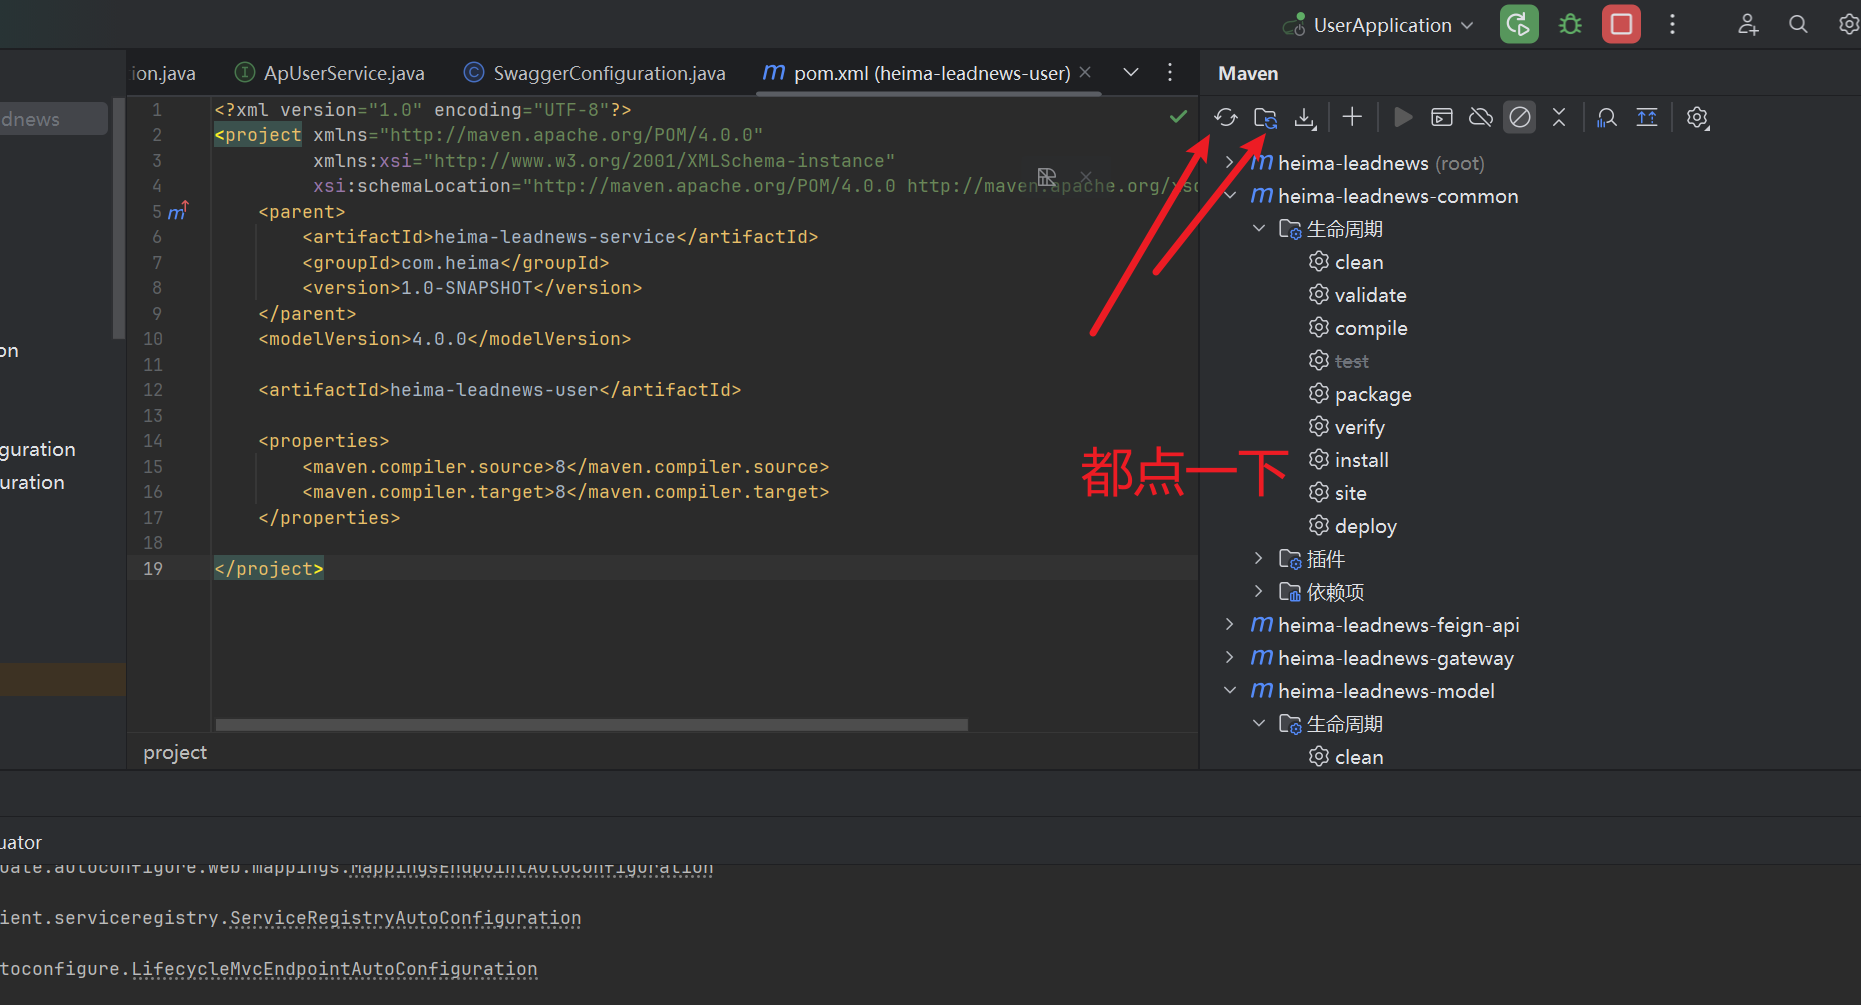 UserApplication
ion.java
ApUserService.java
SwaggerConfiguration.java
pom.xml (heima-leadnews-user)
Maven
dnews
on
guration
uration
1 <?xml version="1.0" encoding="UTF-8"?>
2 <project xmlns="http://maven.apache.org/POM/4.0.0"
3 xmlns:xsi="http://www.w3.org/2001/XMLSchema-instance"
4 xsi:schemaLocation="http://maven.apache.org/POM/4.0.0 http://maven.apache.org/xsd
5 <parent>
6 <artifactId>heima-leadnews-service</artifactId>
7 <groupId>com.heima</groupId>
8 <version>1.0-SNAPSHOT</version>
9 </parent>
10 <modelVersion>4.0.0</modelVersion>
11
12 <artifactId>heima-leadnews-user</artifactId>
13
14 <properties>
15 <maven.compiler.source>8</maven.compiler.source>
16 <maven.compiler.target>8</maven.compiler.target>
17 </properties>
18
19 </project>
project
都点一下
heima-leadnews (root)
heima-leadnews-common
生命周期
clean
validate
compile
test
package
verify
install
site
deploy
插件
依赖项
heima-leadnews-feign-api
heima-leadnews-gateway
heima-leadnews-model
生命周期
clean
uator
uate.autoconfigure.web.mappings.MappingsEndpointAutoConfiguration
ient.serviceregistry.ServiceRegistryAutoConfiguration
toconfigure.LifecycleMvcEndpointAutoConfiguration